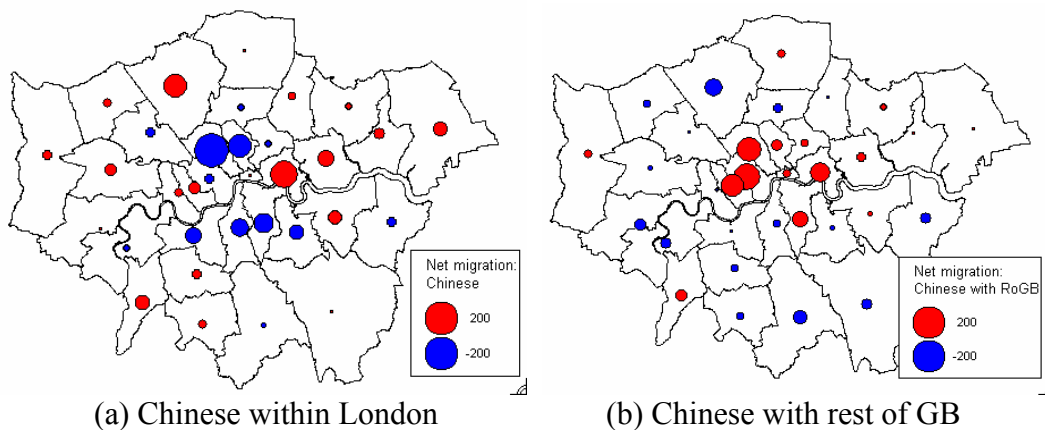 Net migration:
Chinese
200
-200
Net migration:
Chinese with RoGB
200
-200
(a) Chinese within London
(b) Chinese with rest of GB